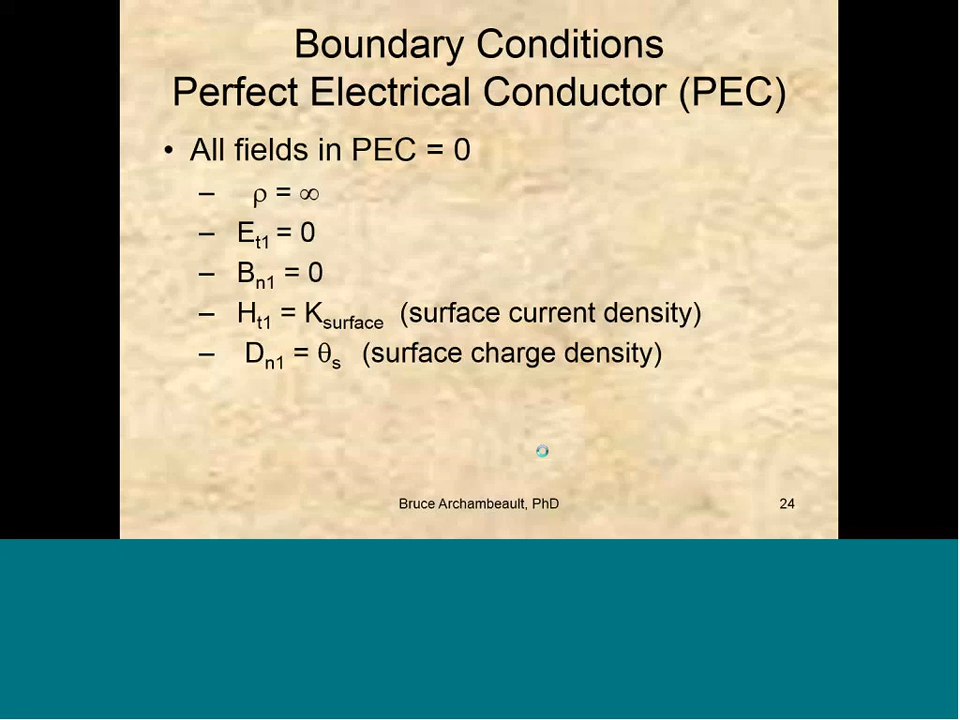 Boundary Conditions
Perfect Electrical Conductor (PEC)
• All fields in PEC = 0
– ρ = ∞
– Et1 = 0
– Bn1 = 0
– Ht1 = Ksurface (surface current density)
– Dn1 = θs (surface charge density)
Bruce Archambeault, PhD
24